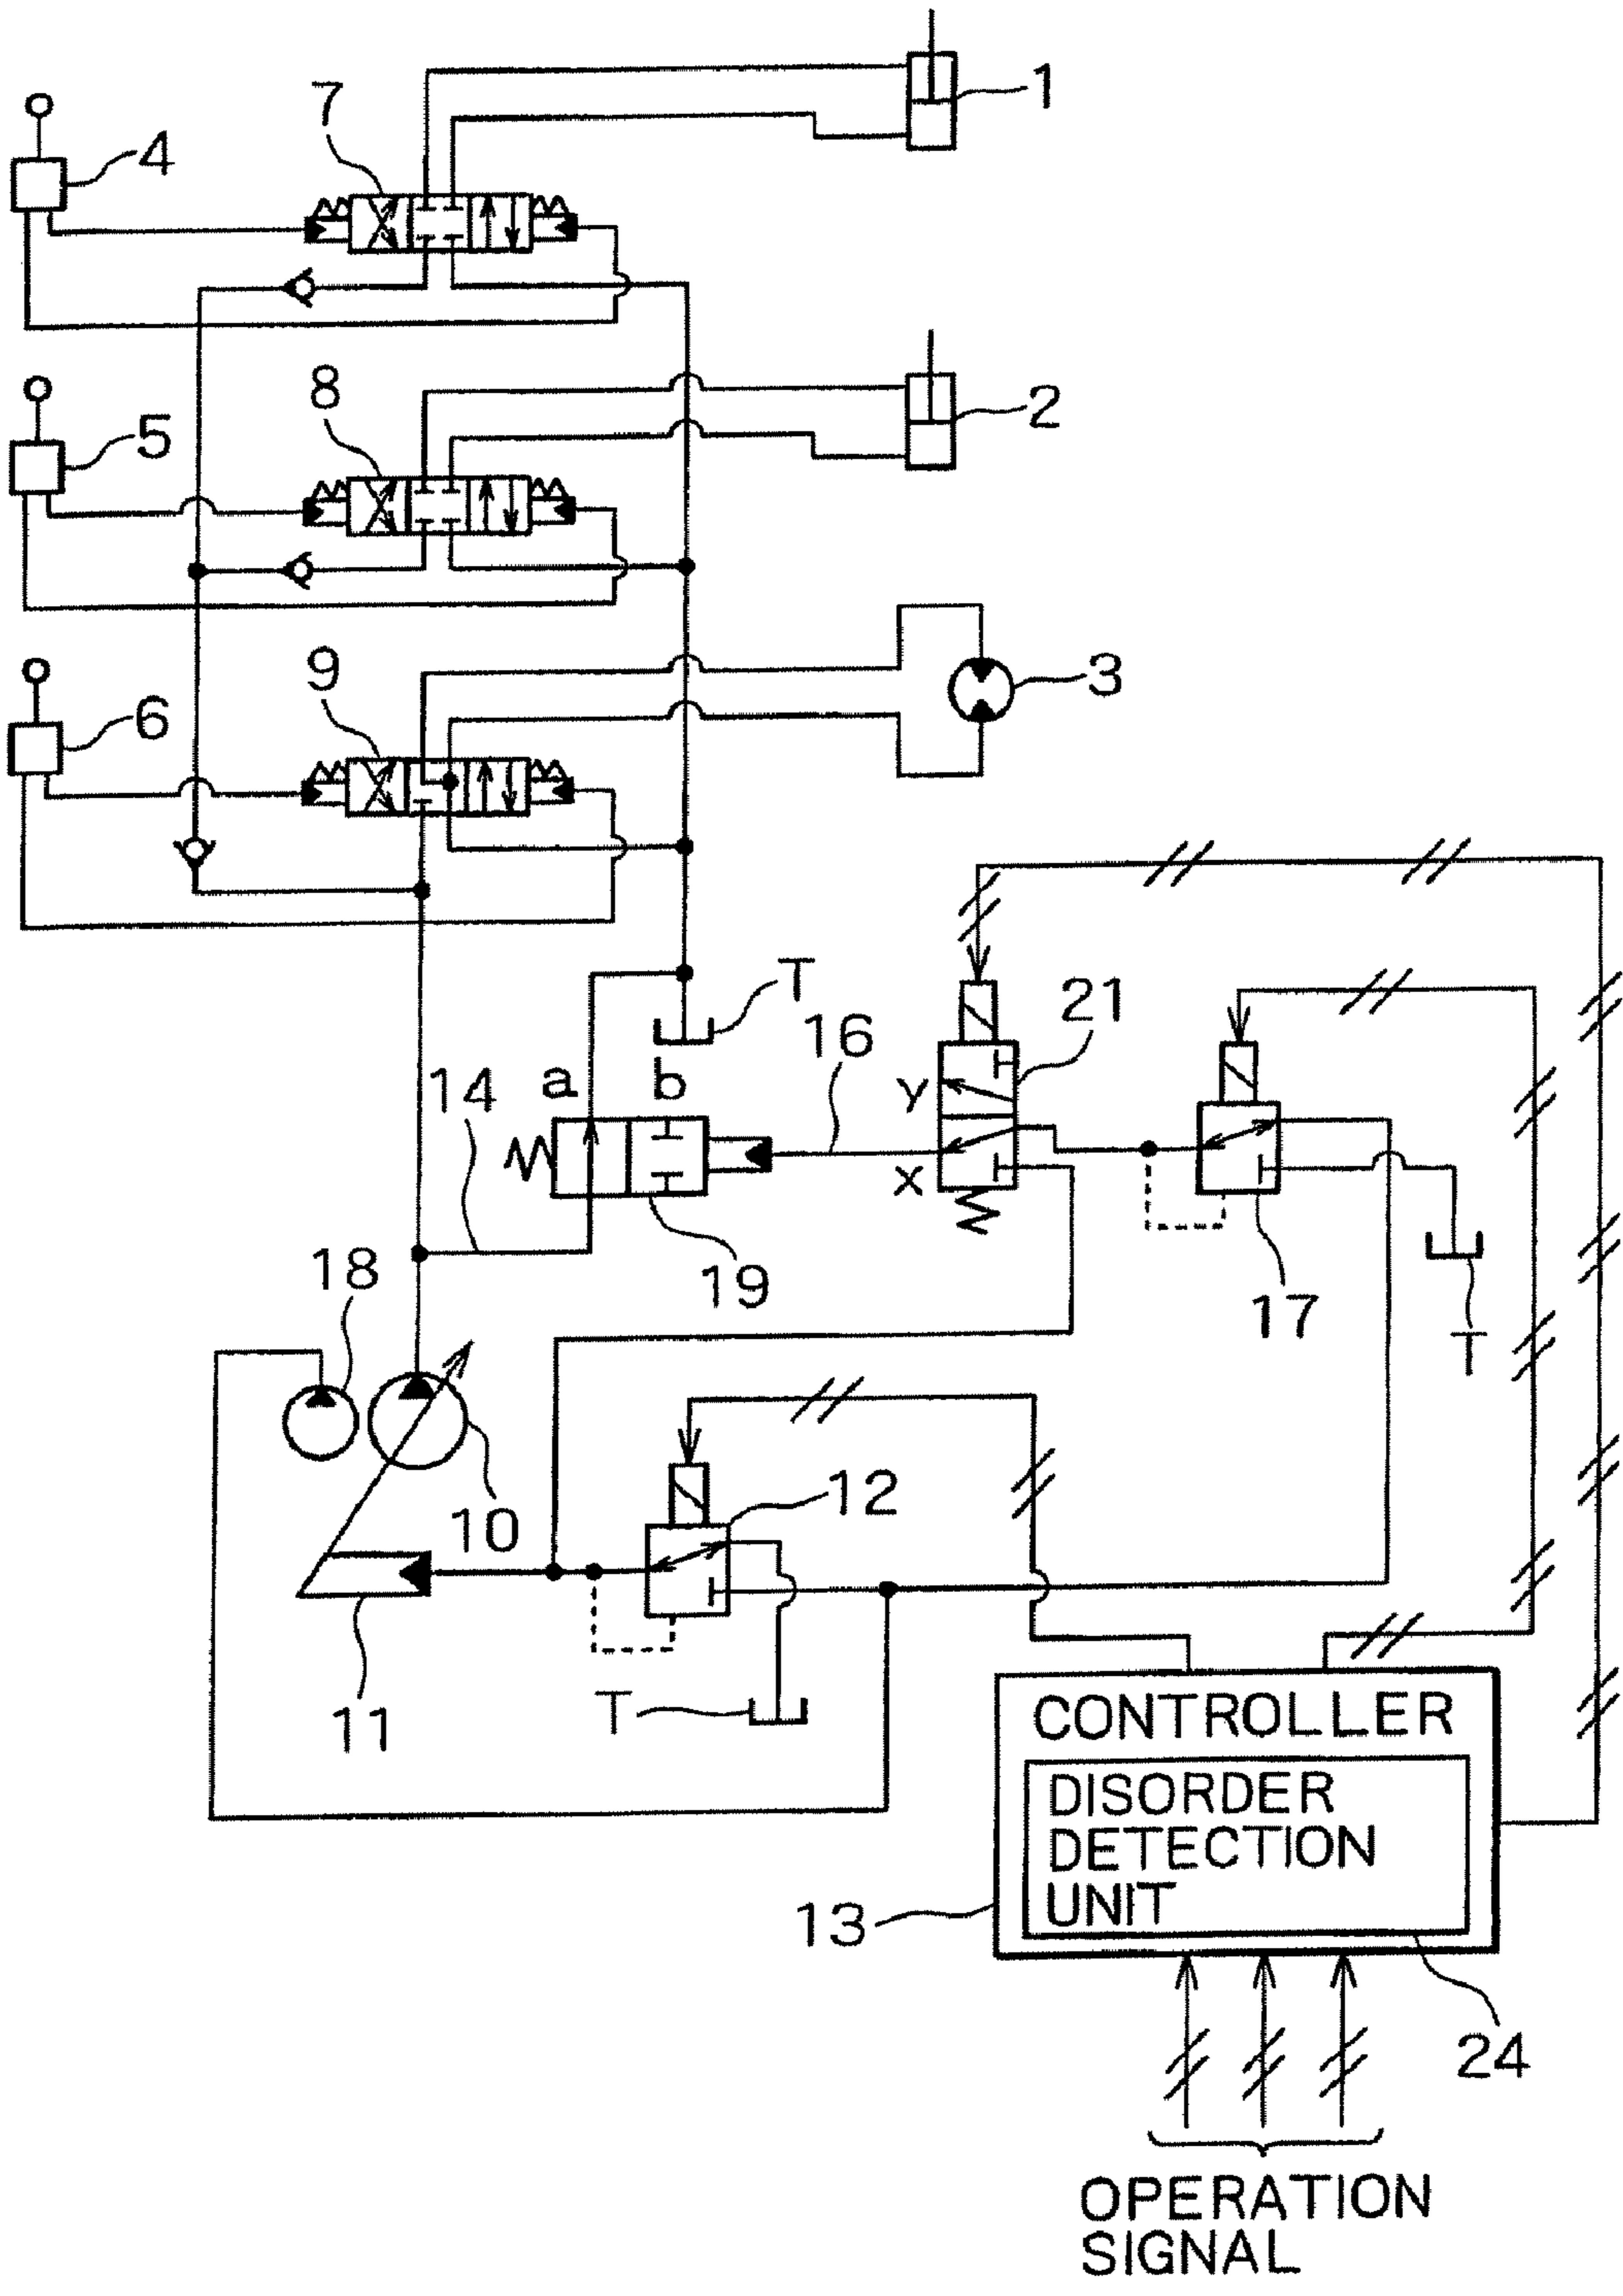 1
7
4
2
8
5
3
9
6
T
21
16
a
b
14
y
x
18
19
17
T
12
10
T
11
CONTROLLER
DISORDER
DETECTION
UNIT
13
24
OPERATION
SIGNAL